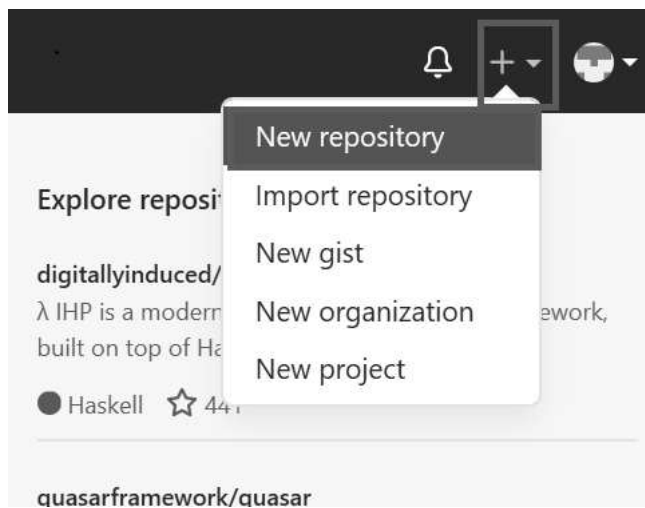 New repository
Explore reposi
Import repository
New gist
digitallyinduced/
λ IHP is a modern
New organization
ework,
built on top of Ha
New project
Haskell
44
quasarframework/quasar